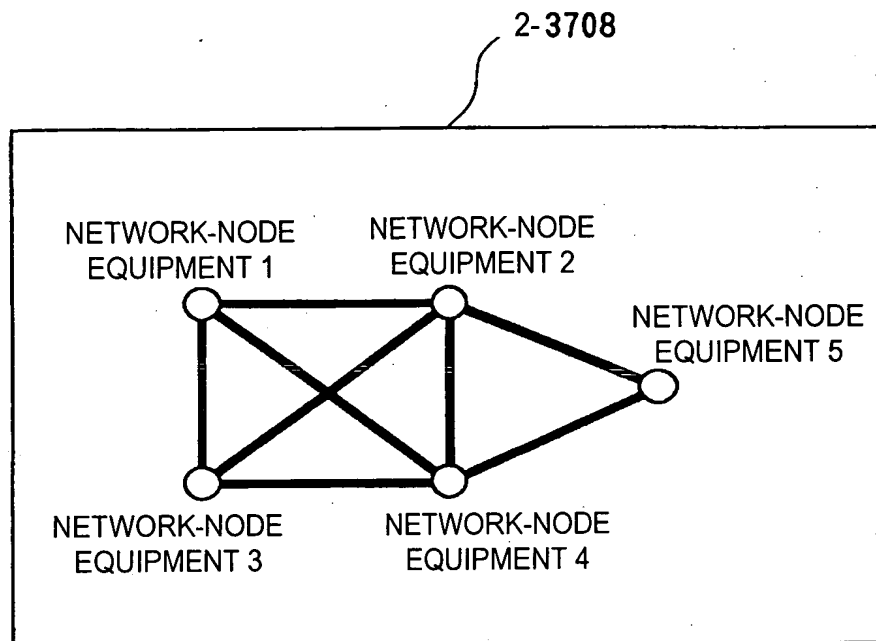 2-3708
NETWORK-NODE
EQUIPMENT 1
NETWORK-NODE
EQUIPMENT 2
NETWORK-NODE
EQUIPMENT 5
NETWORK-NODE
EQUIPMENT 3
NETWORK-NODE
EQUIPMENT 4